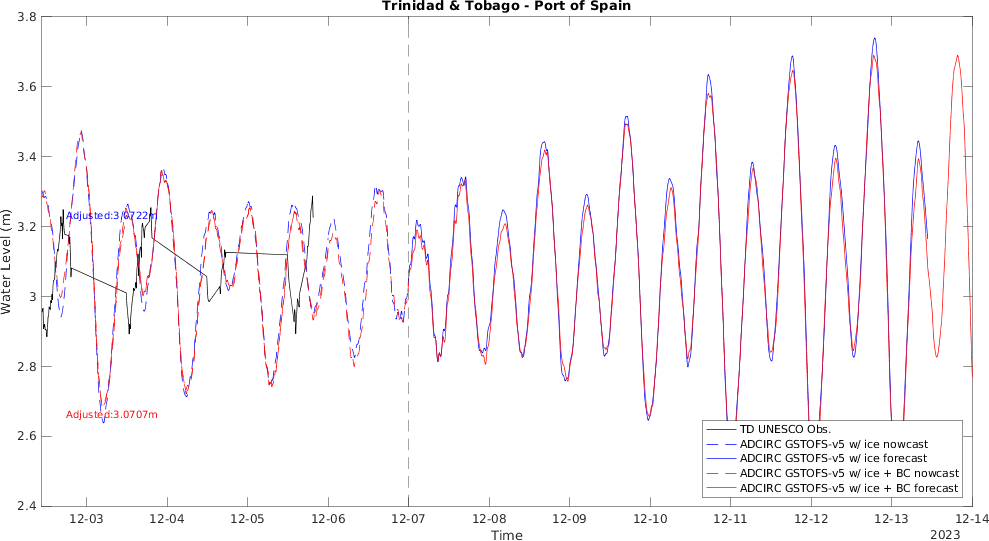 Trinidad & Tobago - Port of Spain
3.8
3.6
3.4
3.2
3
2.8
2.6
2.4
Water Level (m)
Adjusted:3.0722m
Adjusted:3.0707m
TD UNESCO Obs.
ADCIRC GSTOFS-v5 w/ ice nowcast
ADCIRC GSTOFS-v5 w/ ice forecast
ADCIRC GSTOFS-v5 w/ ice + BC nowcast
ADCIRC GSTOFS-v5 w/ ice + BC forecast
12-03 12-04 12-05 12-06 12-07 12-08 12-09 12-10 12-11 12-12 12-13 12-14
Time
2023